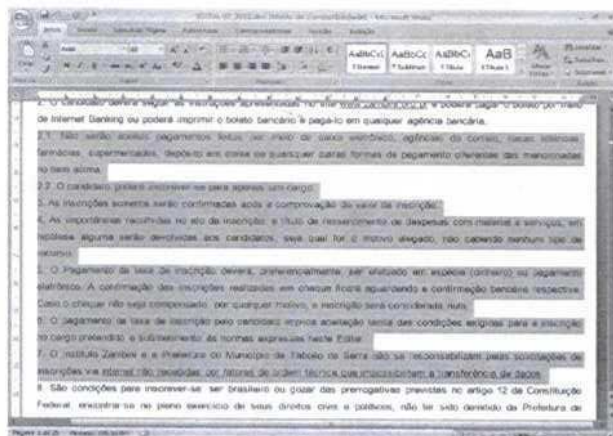 Início
AaBbCcI AaBbCc AaBbC AaB
2. O candidato deverá seguir as instruções apresentadas no site www.zambini.org.br e poderá pagar o boleto por meio
de Internet Banking ou poderá imprimir o boleto bancário e pagá-lo em qualquer agência bancária.
2.1. Não serão aceitos pagamentos feitos por meio de caixa eletrônico, agências do correio, casas lotéricas,
farmácias, supermercados, depósito em conta ou quaisquer outras formas de pagamento diferentes das mencionadas
no item acima.
2.2. O candidato poderá inscrever-se para apenas um cargo.
3. As inscrições somente serão confirmadas após a comprovação do valor da inscrição.
4. As importâncias recolhidas no ato da inscrição, a título de ressarcimento de despesas com material e serviços, em
hipótese alguma serão devolvidas aos candidatos, seja qual for o motivo alegado, não cabendo nenhum tipo de
recurso.
5. O Pagamento da taxa de inscrição deverá, preferencialmente, ser efetuado em espécie (dinheiro) ou pagamento
eletrônico. A confirmação das inscrições realizadas em cheque ficará aguardando a confirmação bancária respectiva.
Caso o cheque não seja compensado, por qualquer motivo, a inscrição será considerada nula.
6. O pagamento da taxa de inscrição pelo candidato implica aceitação tácita das condições exigidas para a inscrição
no cargo pretendido e submetimento às normas expressas neste Edital.
7. O Instituto Zambini e a Prefeitura do Município de Taboão da Serra não se responsabilizam pelas solicitações de
inscrições via internet não recebidas por fatores de ordem técnica que impossibilitem a transferência de dados.
8. São condições para inscrever-se: ser brasileiro ou gozar das prerrogativas previstas no artigo 12 da Constituição
Federal, encontra-se no pleno exercício de seus direitos civis e políticos, não ter sido demitido da Prefeitura de